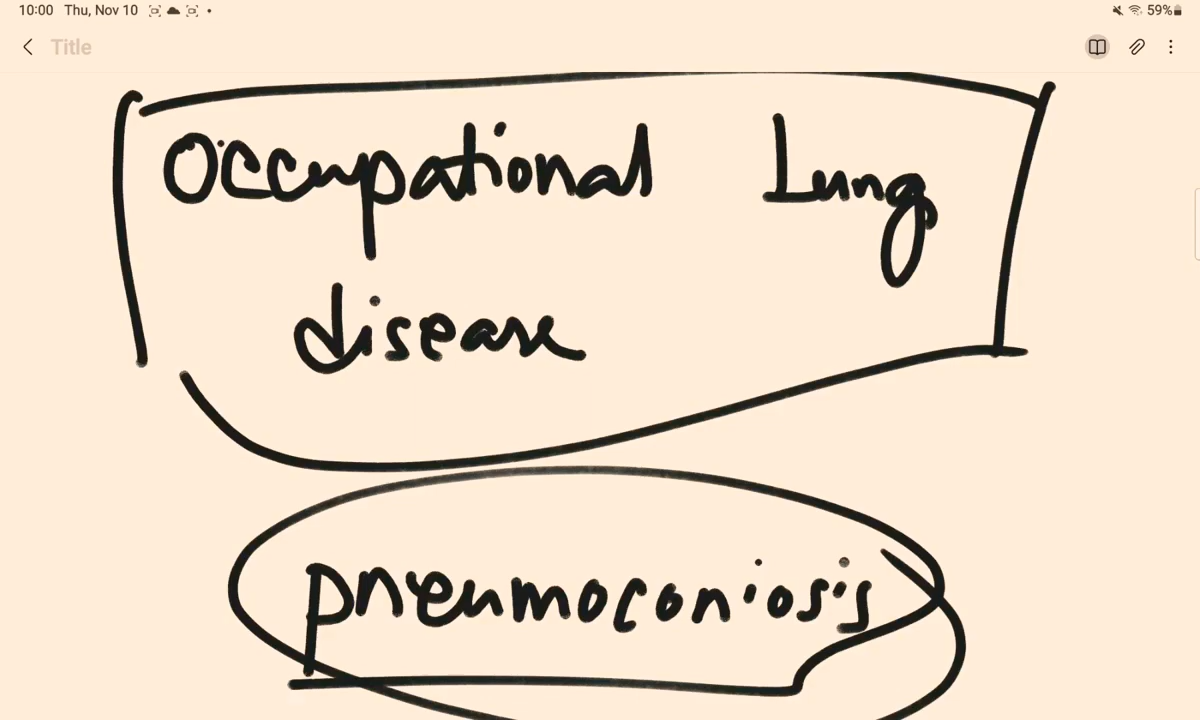 10:00 Thu, Nov 10
59%
Title
Occupational Lung
disease
pneumoconiosis